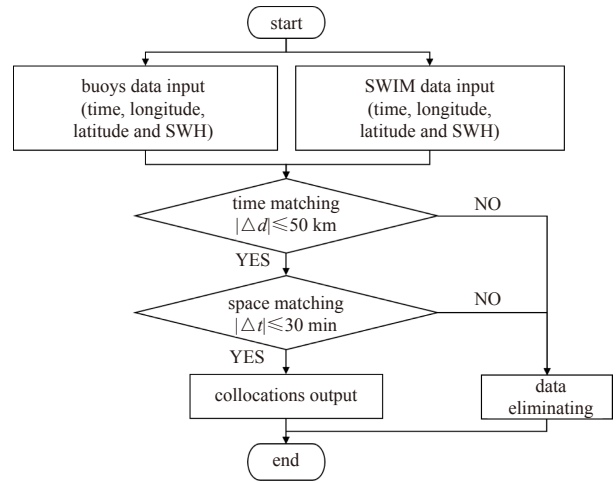 start
buoys data input
(time, longitude,
latitude and SWH)
SWIM data input
(time, longitude,
latitude and SWH)
time matching
|△d|⩽50 km
NO
YES
space matching
|△t|⩽30 min
NO
YES
collocations output
data
eliminating
end